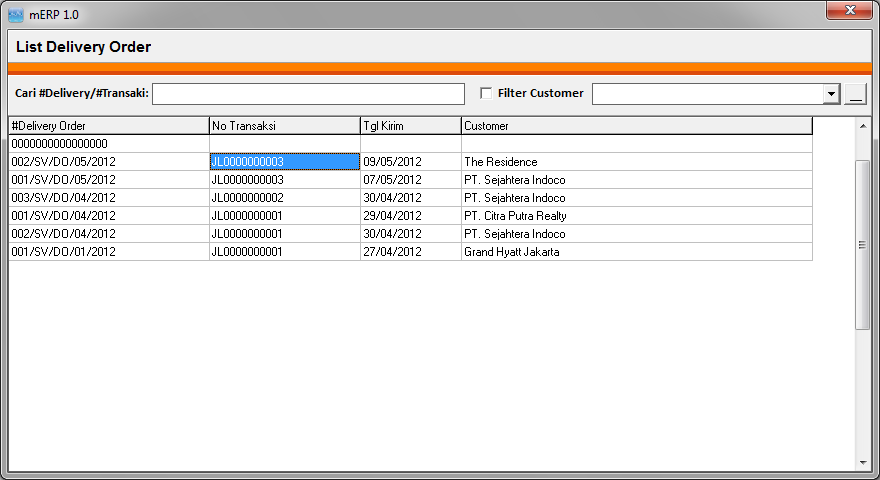 mERP 1.0
List Delivery Order
Cari #Delivery/#Transaki: Filter Customer
#Delivery Order No Transaksi Tgl Kirim Customer
0000000000000000
002/SV/DO/05/2012 JL0000000003 09/05/2012 The Residence
001/SV/DO/05/2012 JL0000000003 07/05/2012 PT. Sejahtera Indoco
003/SV/DO/04/2012 JL0000000002 30/04/2012 PT. Sejahtera Indoco
001/SV/DO/04/2012 JL0000000001 29/04/2012 PT. Citra Putra Realty
002/SV/DO/04/2012 JL0000000001 30/04/2012 PT. Sejahtera Indoco
001/SV/DO/01/2012 JL0000000001 27/04/2012 Grand Hyatt Jakarta